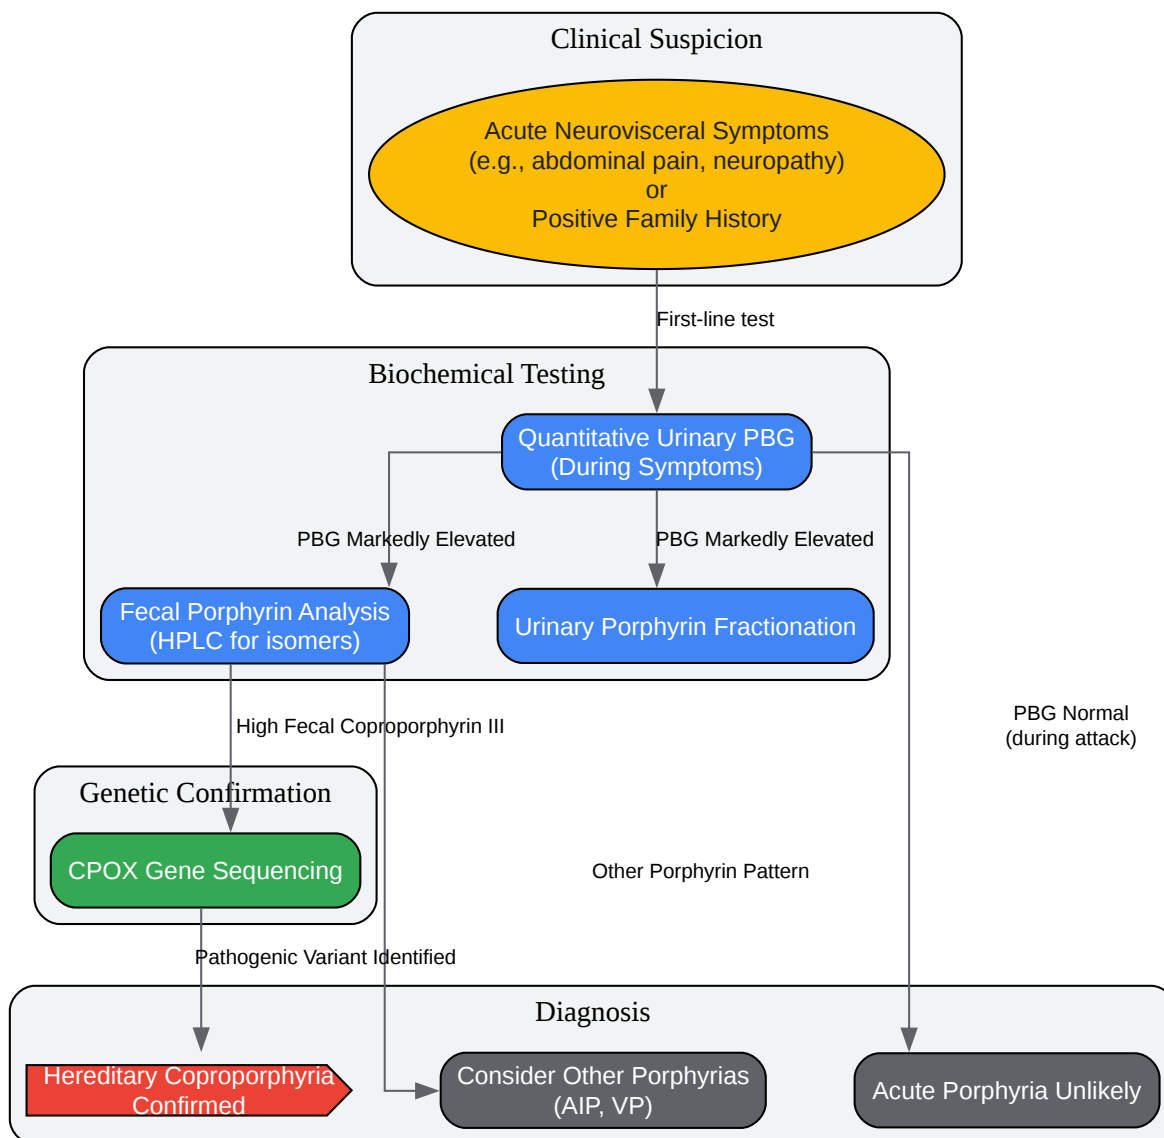 Clinical Suspicion
Acute Neurovisceral Symptoms
(e.g., abdominal pain, neuropathy)
or
Positive Family History
First-line test
Biochemical Testing
Quantitative Urinary PBG
(During Symptoms)
PBG Markedly Elevated
PBG Markedly Elevated
Fecal Porphyrin Analysis
(HPLC for isomers)
Urinary Porphyrin Fractionation
High Fecal Coproporphyrin III
PBG Normal
(during attack)
Genetic Confirmation
CPOX Gene Sequencing
Other Porphyrin Pattern
Pathogenic Variant Identified
Diagnosis
Hereditary Coproporphyria
Confirmed
Consider Other Porphyrias
(AIP, VP)
Acute Porphyria Unlikely